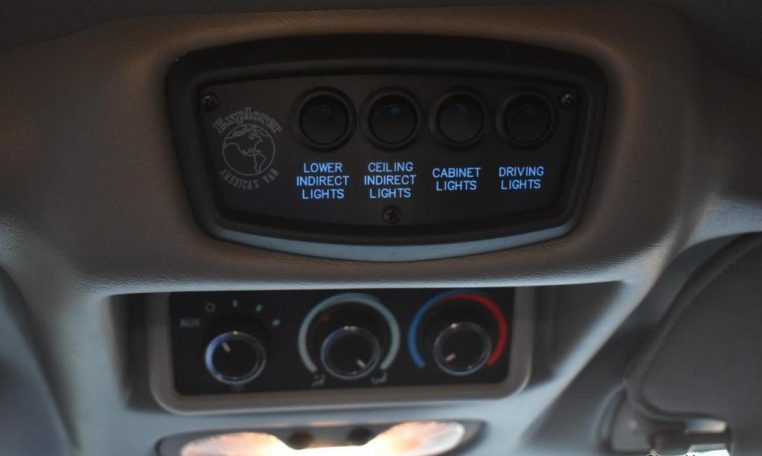 Explorer
AMERICA'S VAN
LOWER
INDIRECT
LIGHTS
CEILING
INDIRECT
LIGHTS
CABINET
LIGHTS
DRIVING
LIGHTS
AUX